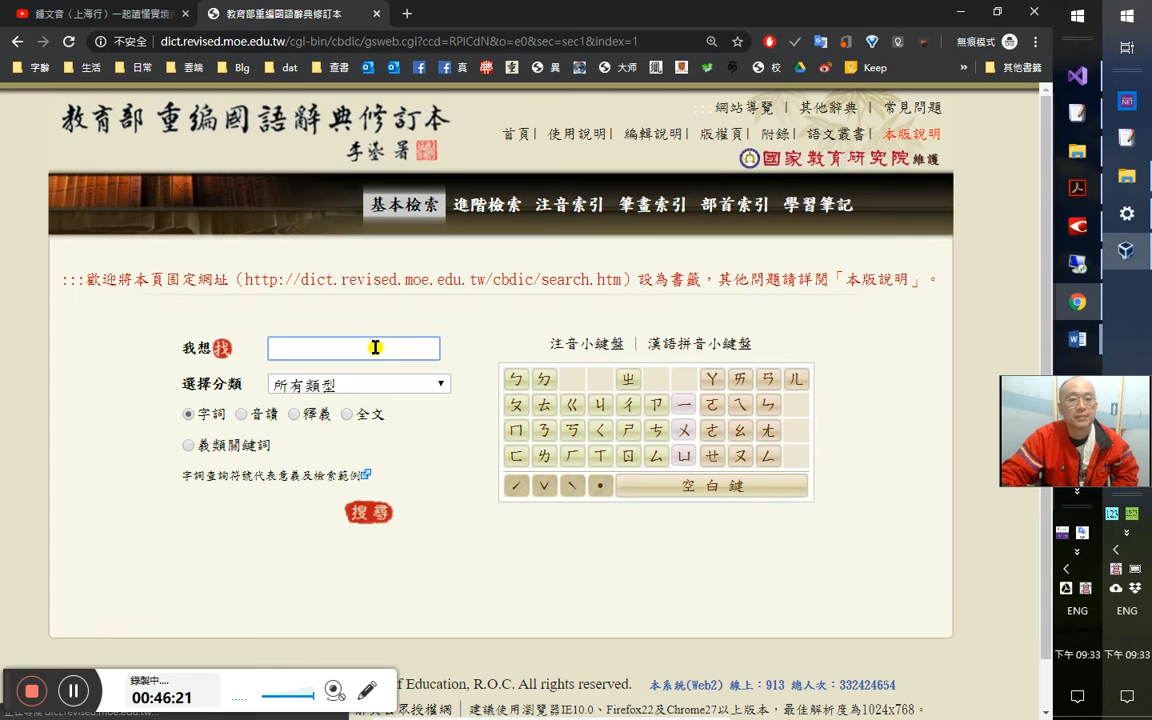 鍾文音《上海行》一起讀懂實境
教育部重編國語辭典修訂本
不安全 dict.revised.moe.edu.tw/cgi-bin/cbdic/gsweb.cgi?ccd=RPlCdN&o=e0&sec=sec1&index=1
無痕模式
字辭 生活 日常 雲端 Blg dat 查書 真 異 大师 校 Keep » 其他書籤
教育部 重編國語辭典修訂本
李鍌署
:::網站導覽 | 其他辭典 | 常見問題
首頁| 使用說明| 編輯說明| 版權頁| 附錄| 語文叢書| 本版說明
國家教育研究院 維護
基本檢索 進階檢索 注音索引 筆畫索引 部首索引 學習筆記
:::歡迎將本頁固定網址（http://dict.revised.moe.edu.tw/cbdic/search.htm）設為書籤，其他問題請詳閱「本版說明」。
我想找
注音小鍵盤 | 漢語拼音小鍵盤
選擇分類 所有類型
字詞 音讀 釋義 全文
義類關鍵詞
字詞查詢符號代表意義及檢索範例
搜尋
ㄅ ㄉ ㄓ ㄚ ㄞ ㄢ ㄦ
ㄆ ㄊ ㄍ ㄐ ㄔ ㄗ ㄧ ㄛ ㄟ ㄣ
ㄇ ㄋ ㄎ ㄑ ㄕ ㄘ ㄨ ㄜ ㄠ ㄤ
ㄈ ㄌ ㄏ ㄒ ㄖ ㄙ ㄩ ㄝ ㄡ ㄥ
ˊ ˇ ˋ • 空白鍵
錄製中....
00:46:21
of Education, R.O.C. All rights reserved. 本系統(Web2) 線上：913 總人次：332424654
辭典公眾授權網 | 建議使用瀏覽器IE10.0、Firefox22及Chrome27以上版本，最佳解析度為1024x768。
ENG ENG
下午 09:33 下午 09:33